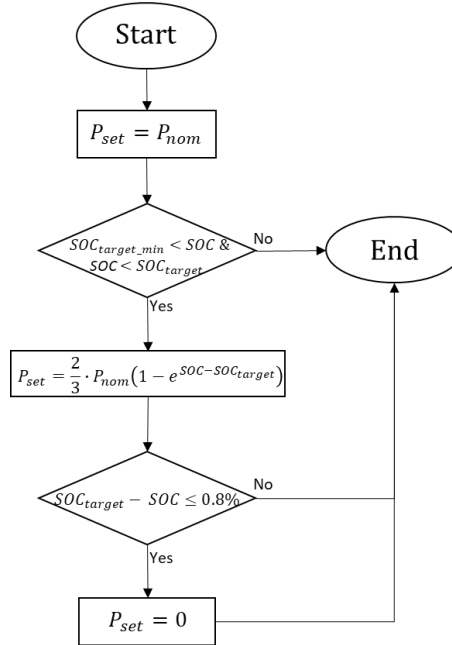 Start
P_set = P_nom
SOC_target_min < SOC &
SOC < SOC_target
No
End
Yes
P_set = 2/3 · P_nom(1 − e^(SOC−SOC_target))
SOC_target − SOC ≤ 0.8%
No
Yes
P_set = 0